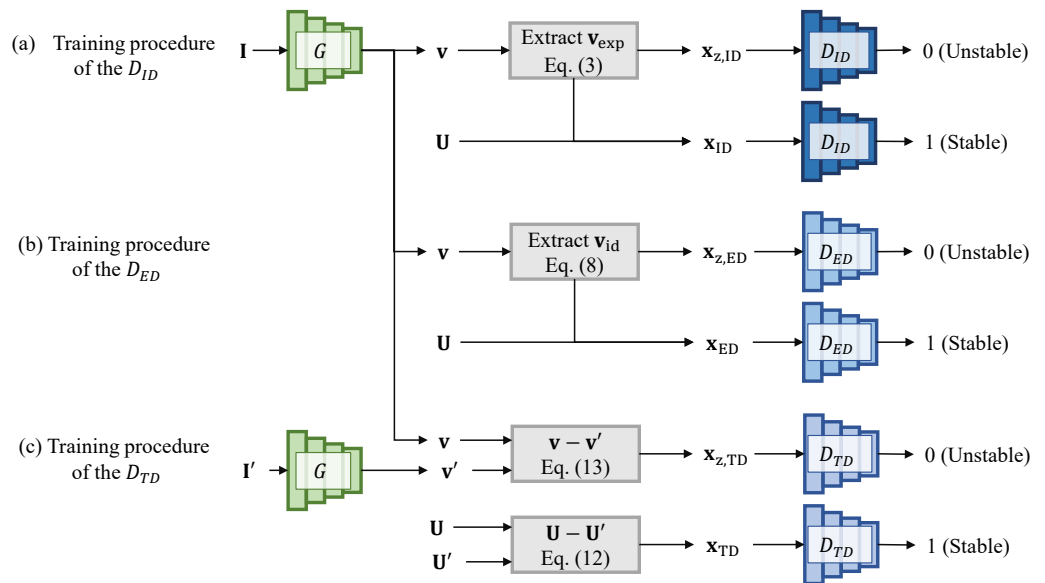 (a) Training procedure
of the D_ID
I
G
v
Extract v_exp
Eq. (3)
x_z,ID
D_ID
0 (Unstable)
U
x_ID
D_ID
1 (Stable)
(b) Training procedure
of the D_ED
v
Extract v_id
Eq. (8)
x_z,ED
D_ED
0 (Unstable)
U
x_ED
D_ED
1 (Stable)
(c) Training procedure
of the D_TD
I′
G
v
v′
v − v′
Eq. (13)
x_z,TD
D_TD
0 (Unstable)
U
U′
U − U′
Eq. (12)
x_TD
D_TD
1 (Stable)